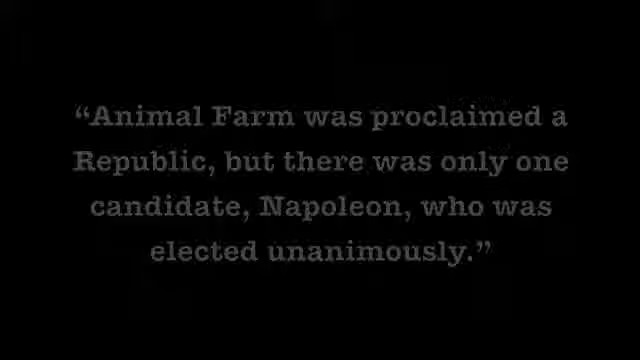 “Animal Farm was proclaimed a
Republic, but there was only one
candidate, Napoleon, who was
elected unanimously.”